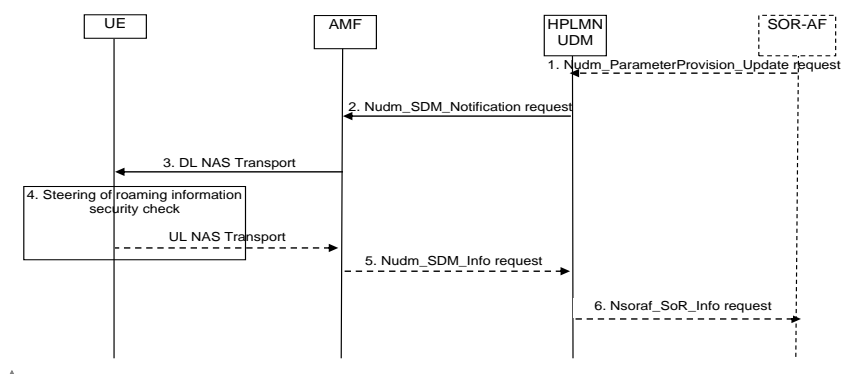 UE
AMF
HPLMN
UDM
SOR-AF
1. Nudm_ParameterProvision_Update request
2. Nudm_SDM_Notification request
3. DL NAS Transport
4. Steering of roaming information
security check
UL NAS Transport
5. Nudm_SDM_Info request
6. Nsoraf_SoR_Info request